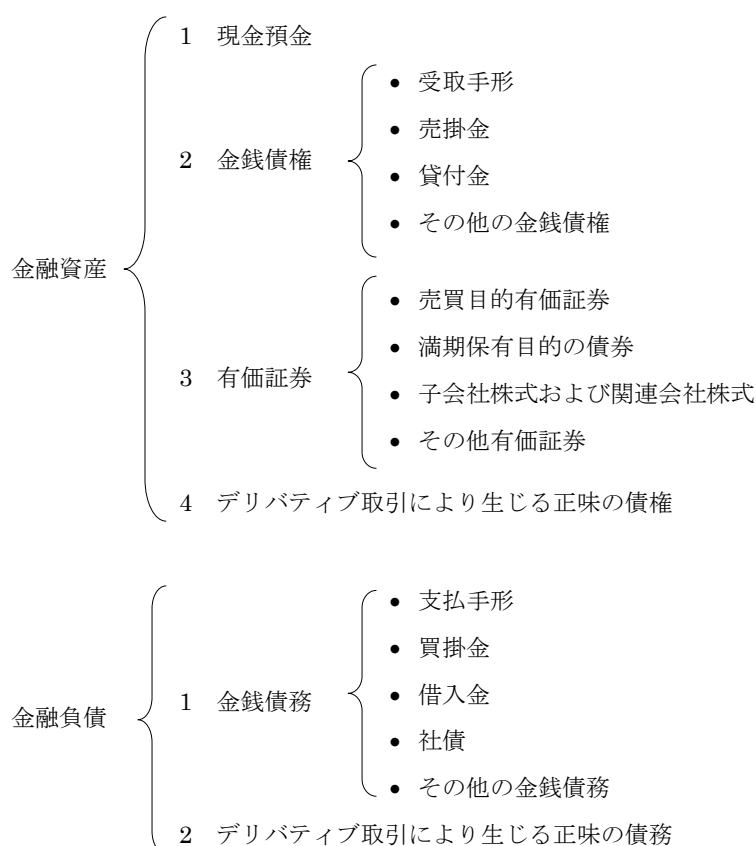 金融資産
1 現金預金
2 金銭債権
• 受取手形
• 売掛金
• 貸付金
• その他の金銭債権
3 有価証券
• 売買目的有価証券
• 満期保有目的の債券
• 子会社株式および関連会社株式
• その他有価証券
4 デリバティブ取引により生じる正味の債権
金融負債
1 金銭債務
• 支払手形
• 買掛金
• 借入金
• 社債
• その他の金銭債務
2 デリバティブ取引により生じる正味の債務